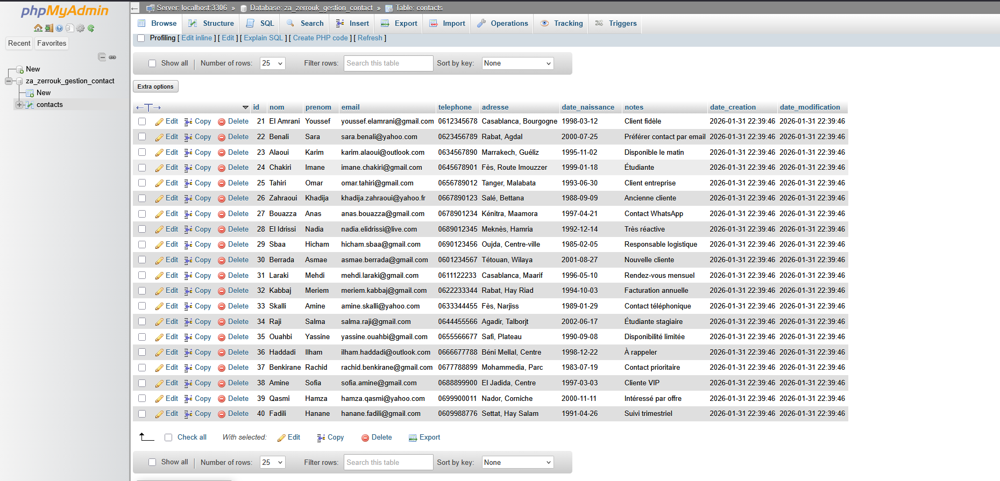 phpMyAdmin
Recent Favorites
New
za_zerrouk_gestion_contact
New
contacts
Server: localhost:3306 » Database: za_zerrouk_gestion_contact » Table: contacts
Browse Structure SQL Search Insert Export Import Operations Tracking Triggers
Profiling [ Edit inline ] [ Edit ] [ Explain SQL ] [ Create PHP code ] [ Refresh ]
Show all Number of rows: 25 Filter rows: Search this table Sort by key: None
Extra options
id nom prenom email telephone adresse date_naissance notes date_creation date_modification
Edit Copy Delete 21 El Amrani Youssef youssef.elamrani@gmail.com 0612345678 Casablanca, Bourgogne 1998-03-12 Client fidèle 2026-01-31 22:39:46 2026-01-31 22:39:46
Edit Copy Delete 22 Benali Sara sara.benali@yahoo.com 0623456789 Rabat, Agdal 2000-07-25 Préférer contact par email 2026-01-31 22:39:46 2026-01-31 22:39:46
Edit Copy Delete 23 Alaoui Karim karim.alaoui@outlook.com 0634567890 Marrakech, Guéliz 1995-11-02 Disponible le matin 2026-01-31 22:39:46 2026-01-31 22:39:46
Edit Copy Delete 24 Chakiri Imane imane.chakiri@gmail.com 0645678901 Fès, Route Imouzzer 1999-01-18 Étudiante 2026-01-31 22:39:46 2026-01-31 22:39:46
Edit Copy Delete 25 Tahiri Omar omar.tahiri@gmail.com 0656789012 Tanger, Malabata 1993-06-30 Client entreprise 2026-01-31 22:39:46 2026-01-31 22:39:46
Edit Copy Delete 26 Zahraoui Khadija khadija.zahraoui@yahoo.fr 0667890123 Salé, Bettana 1988-09-09 Ancienne cliente 2026-01-31 22:39:46 2026-01-31 22:39:46
Edit Copy Delete 27 Bouazza Anas anas.bouazza@gmail.com 0678901234 Kénitra, Maamora 1997-04-21 Contact WhatsApp 2026-01-31 22:39:46 2026-01-31 22:39:46
Edit Copy Delete 28 El Idrissi Nadia nadia.elidrissi@live.com 0689012345 Meknès, Hamria 1992-12-14 Très réactive 2026-01-31 22:39:46 2026-01-31 22:39:46
Edit Copy Delete 29 Sbaa Hicham hicham.sbaa@gmail.com 0690123456 Oujda, Centre-ville 1985-02-05 Responsable logistique 2026-01-31 22:39:46 2026-01-31 22:39:46
Edit Copy Delete 30 Berrada Asmae asmae.berrada@gmail.com 0601234567 Tétouan, Wilaya 2001-08-27 Nouvelle cliente 2026-01-31 22:39:46 2026-01-31 22:39:46
Edit Copy Delete 31 Laraki Mehdi mehdi.laraki@gmail.com 0611122233 Casablanca, Maarif 1996-05-10 Rendez-vous mensuel 2026-01-31 22:39:46 2026-01-31 22:39:46
Edit Copy Delete 32 Kabbaj Meriem meriem.kabbaj@gmail.com 0622233344 Rabat, Hay Riad 1994-10-03 Facturation annuelle 2026-01-31 22:39:46 2026-01-31 22:39:46
Edit Copy Delete 33 Skalli Amine amine.skalli@yahoo.com 0633344455 Fès, Narjiss 1989-01-29 Contact téléphonique 2026-01-31 22:39:46 2026-01-31 22:39:46
Edit Copy Delete 34 Raji Salma salma.raji@gmail.com 0644455566 Agadir, Talborjt 2002-06-17 Étudiante stagiaire 2026-01-31 22:39:46 2026-01-31 22:39:46
Edit Copy Delete 35 Ouahbi Yassine yassine.ouahbi@gmail.com 0655566677 Safi, Plateau 1990-09-08 Disponibilité limitée 2026-01-31 22:39:46 2026-01-31 22:39:46
Edit Copy Delete 36 Haddadi Ilham ilham.haddadi@outlook.com 0666677788 Béni Mellal, Centre 1998-12-22 À rappeler 2026-01-31 22:39:46 2026-01-31 22:39:46
Edit Copy Delete 37 Benkirane Rachid rachid.benkirane@gmail.com 0677788899 Mohammedia, Parc 1983-07-19 Contact prioritaire 2026-01-31 22:39:46 2026-01-31 22:39:46
Edit Copy Delete 38 Amine Sofia sofia.amine@gmail.com 0688899900 El Jadida, Centre 1997-03-03 Cliente VIP 2026-01-31 22:39:46 2026-01-31 22:39:46
Edit Copy Delete 39 Qasmi Hamza hamza.qasmi@yahoo.com 0699900011 Nador, Corniche 2000-11-11 Intéressé par offre 2026-01-31 22:39:46 2026-01-31 22:39:46
Edit Copy Delete 40 Fadili Hanane hanane.fadili@gmail.com 0609988776 Settat, Hay Salam 1991-04-26 Suivi trimestriel 2026-01-31 22:39:46 2026-01-31 22:39:46
Check all With selected: Edit Copy Delete Export
Show all Number of rows: 25 Filter rows: Search this table Sort by key: None